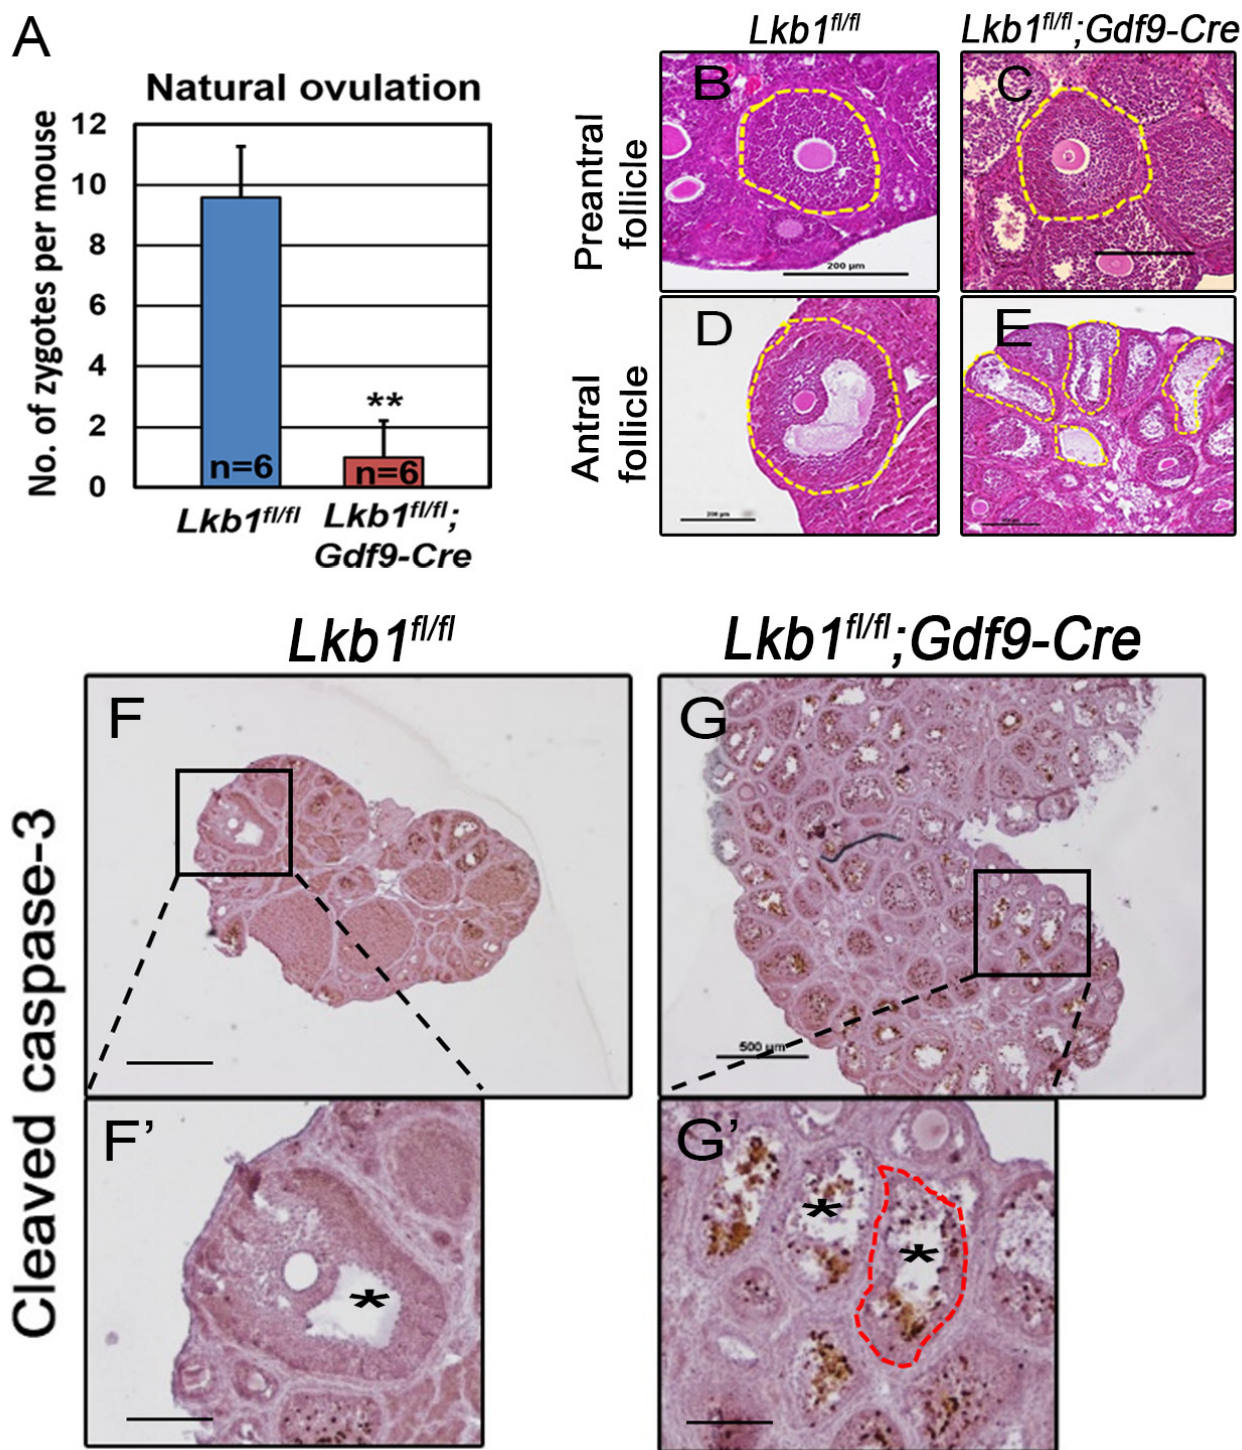 A
Natural ovulation
No. of zygotes per mouse
12
10
8
6
4
2
0
**
n=6
n=6
Lkb1fl/fl
Lkb1fl/fl;
Gdf9-Cre
Lkb1fl/fl
Lkb1fl/fl;Gdf9-Cre
Preantral
follicle
B
200 µm
C
Antral
follicle
D
200 µm
E
Lkb1fl/fl
Lkb1fl/fl;Gdf9-Cre
Cleaved caspase-3
F
G
500 µm
F’
*
G’
*
*